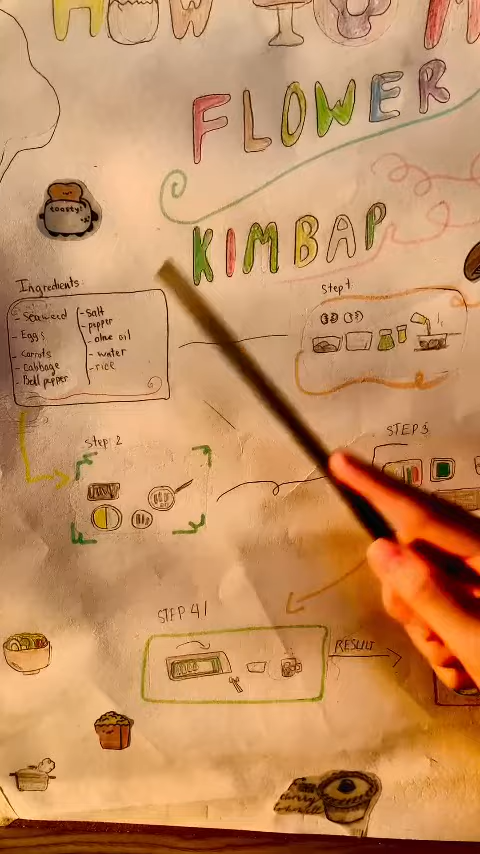 HOW
FLOWER
KIMBAP
toasty!
Ingredients:
- Seaweed
- Eggs
- Carrots
- Cabbage
- Bell pepper
- Salt
- pepper
- olive oil
- water
- rice
Step 1
Step 2
STEP 3
STEP 4!
RESULT